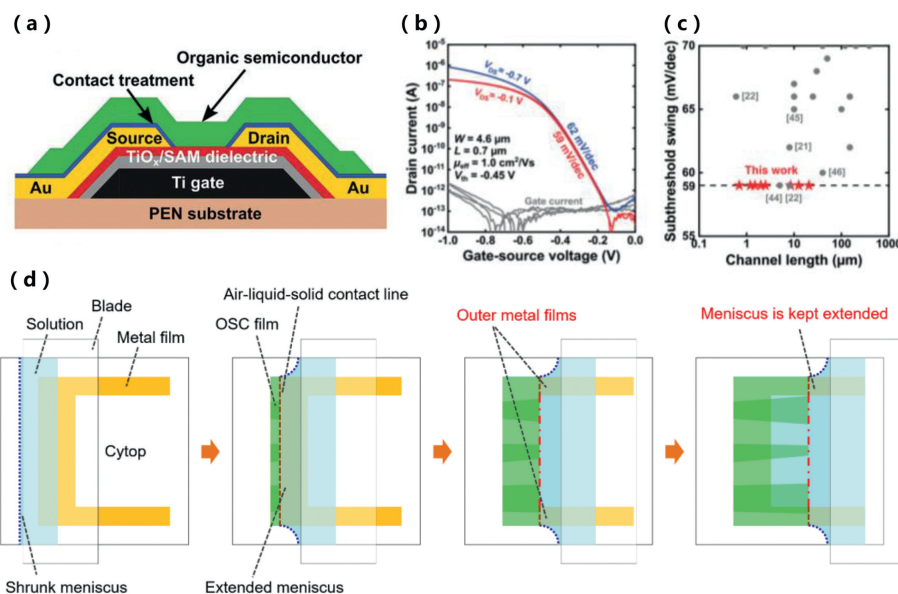 (a)
Organic semiconductor
Contact treatment
Source
Drain
TiOx/SAM dielectric
Au
Ti gate
Au
PEN substrate
(b)
Drain current (A)
10⁻⁵
10⁻⁶
10⁻⁷
10⁻⁸
10⁻⁹
10⁻¹⁰
10⁻¹¹
10⁻¹²
10⁻¹³
10⁻¹⁴
VDS=-0.7 V
VDS=-0.1 V
62 mV/dec
59 mV/dec
W = 4.6 μm
L = 0.7 μm
μeff = 1.0 cm²/Vs
Vth = -0.45 V
Gate current
-1.0 -0.8 -0.6 -0.4 -0.2 0.0
Gate-source voltage (V)
(c)
Subthreshold swing (mV/dec)
70
65
60
59
55
[22]
[45]
[21]
This work
[46]
[44] [22]
0.1 1 10 100 1000
Channel length (μm)
(d)
Blade
Solution
Metal film
Cytop
Shrunk meniscus
Air-liquid-solid contact line
OSC film
Extended meniscus
Outer metal films
Meniscus is kept extended